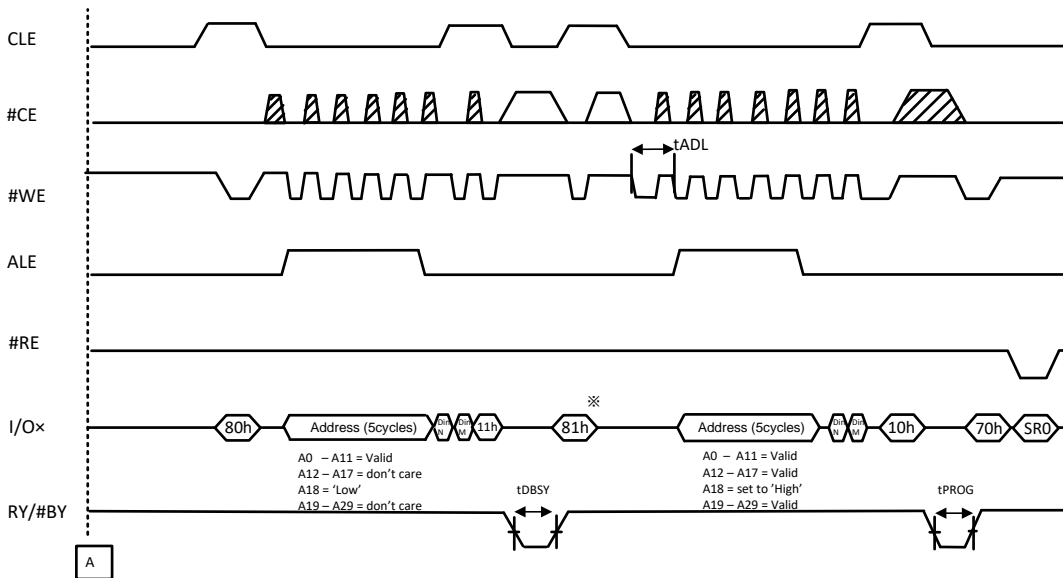 CLE
#CE
tADL
#WE
ALE
#RE
I/O×
80h
Address (5cycles)
Din N
Din M
11h
81h
※
Address (5cycles)
Din N
Din M
10h
70h
SR0
A0 – A11 = Valid
A12 – A17 = don't care
A18 = 'Low'
A19 – A29 = don't care
A0 – A11 = Valid
A12 – A17 = Valid
A18 = set to 'High'
A19 – A29 = Valid
tDBSY
tPROG
RY/#BY
A